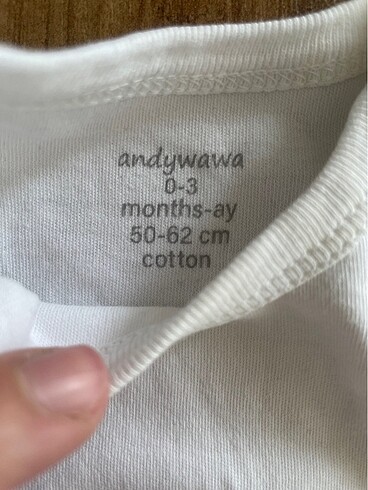 andywawa
0-3
months-ay
50-62 cm
cotton